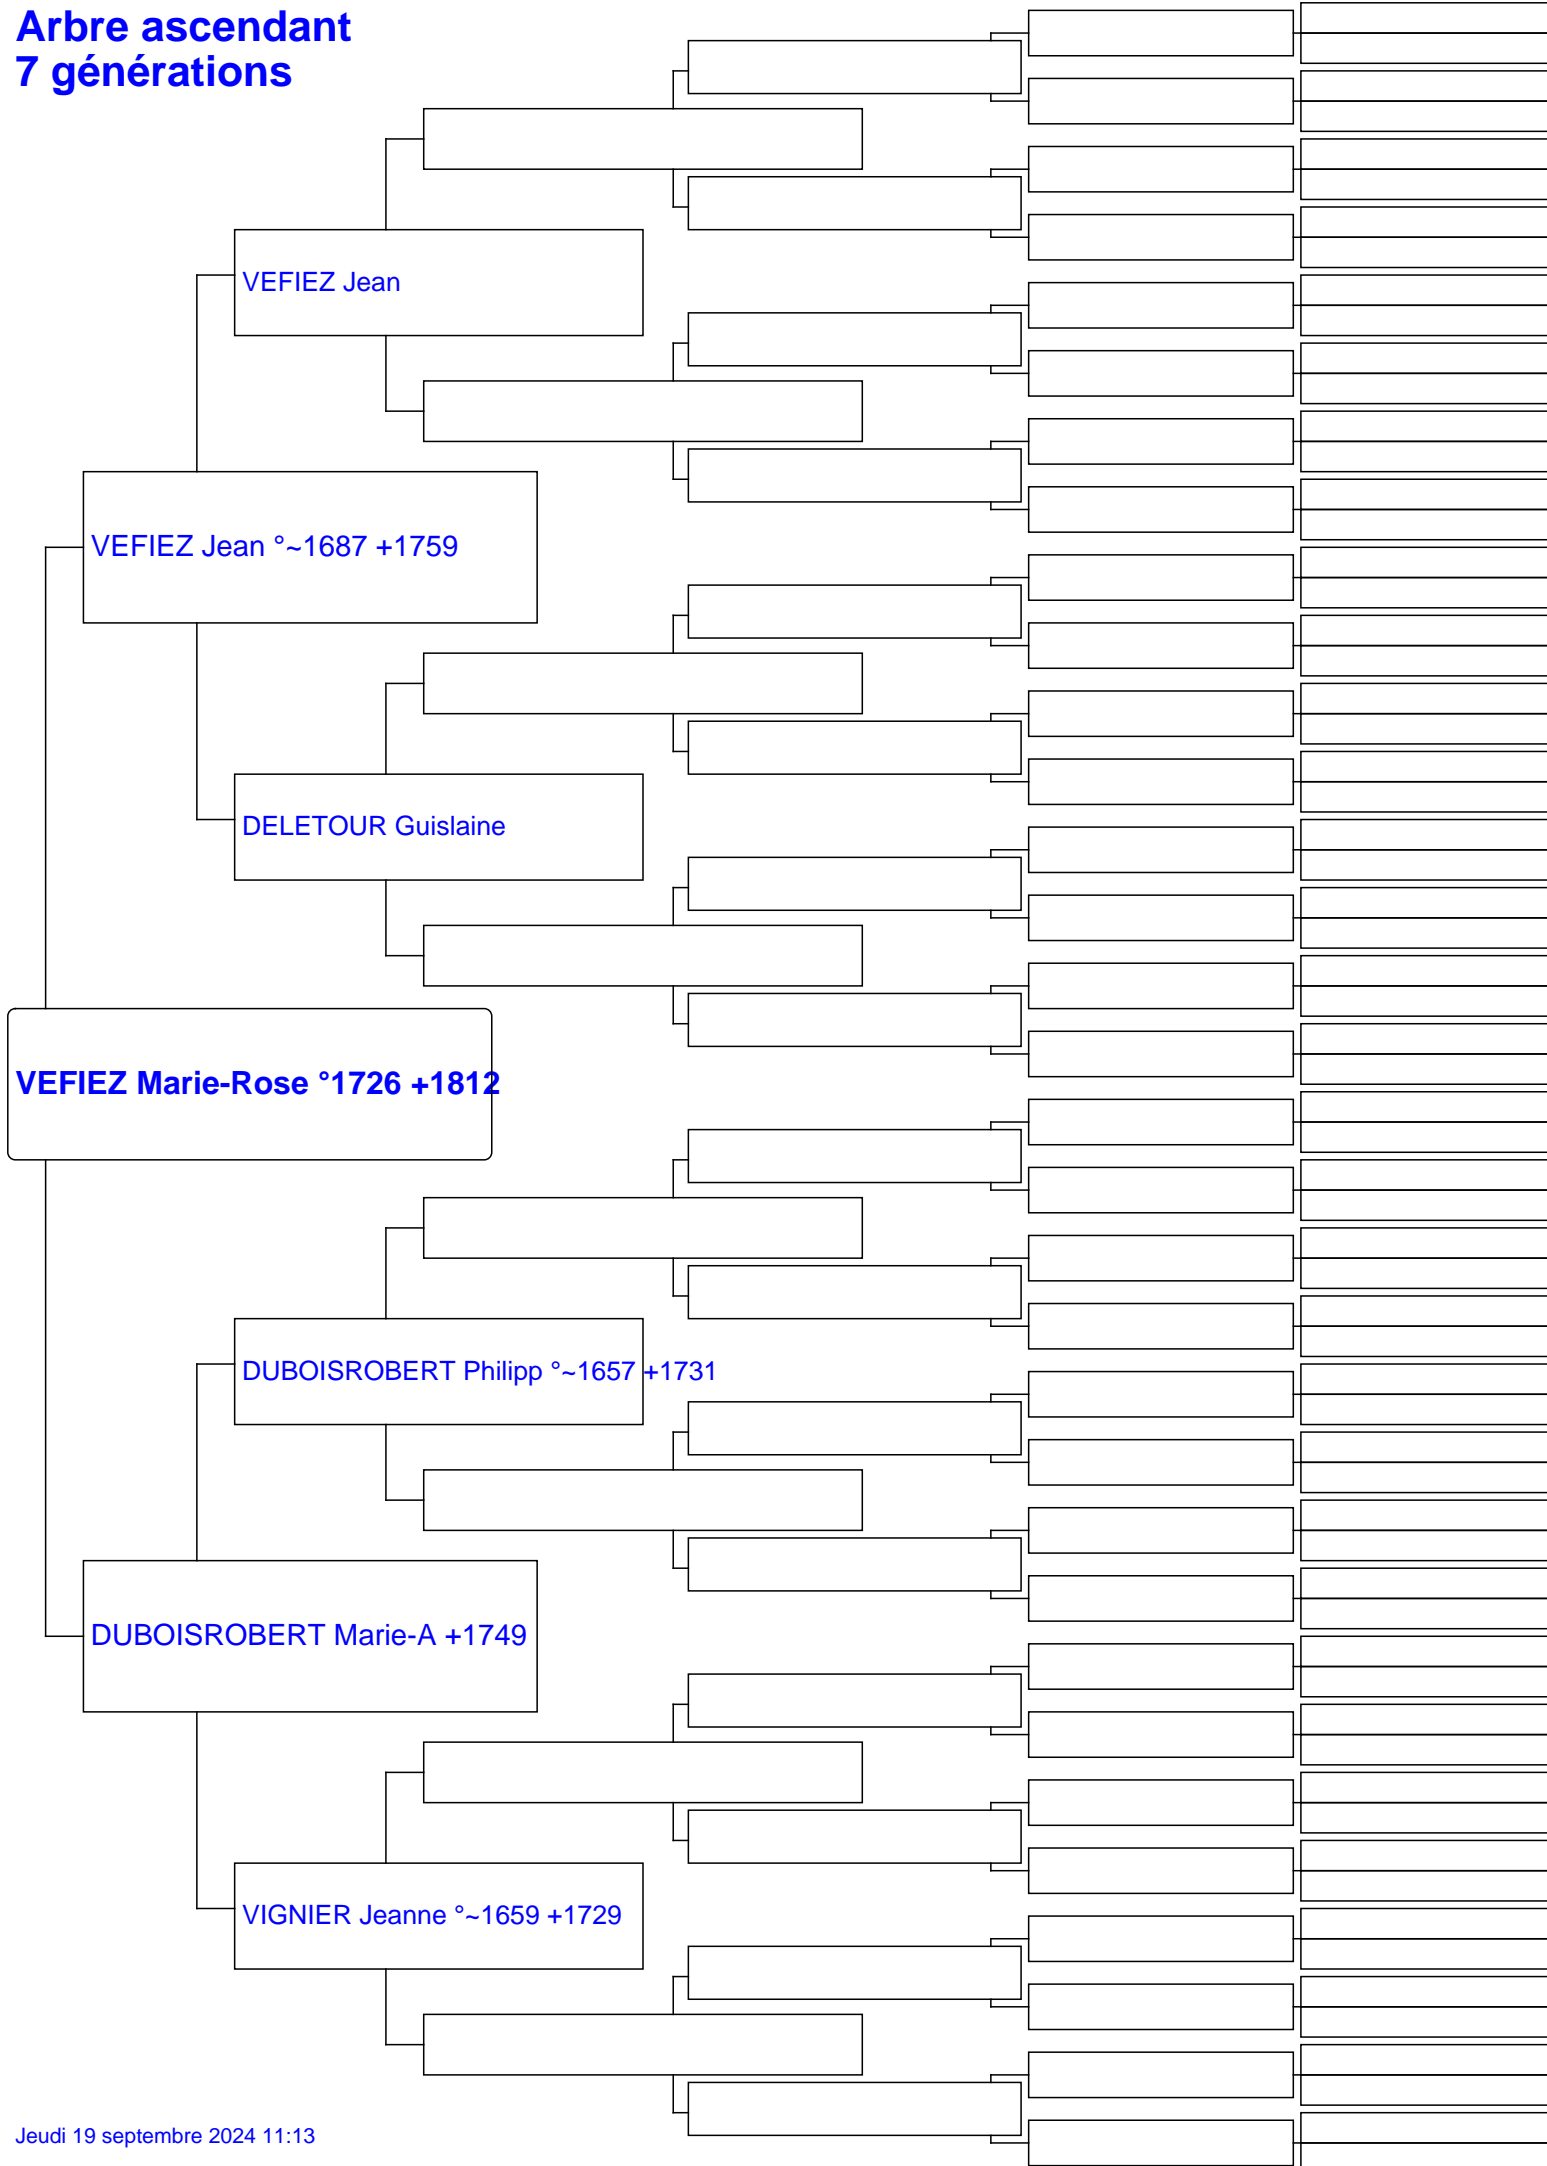 Arbre ascendant
7 générations
VEFIEZ Jean
VEFIEZ Jean °~1687 +1759
DELETOUR Guislaine
VEFIEZ Marie-Rose °1726 +1812
DUBOISROBERT Philipp °~1657 +1731
DUBOISROBERT Marie-A +1749
VIGNIER Jeanne °~1659 +1729
Jeudi 19 septembre 2024 11:13